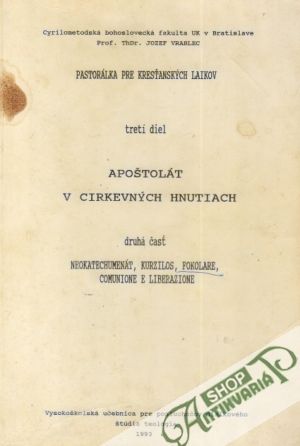 Cyrilometodská bohoslovecká fakulta UK v Bratislave
Prof. ThDr. JOZEF VRABLEC
PASTORÁLKA PRE KRESŤANSKÝCH LAIKOV
tretí diel
APOŠTOLÁT
V CIRKEVNÝCH HNUTIACH
druhá časť
NEOKATECHUMENÁT, KURZILOS, FOKOLARE,
COMUNIONE E LIBERAZIONE
Vysokoškolská učebnica pre
štúdia teológie
1993
SHOP
ANTIKVARIAT